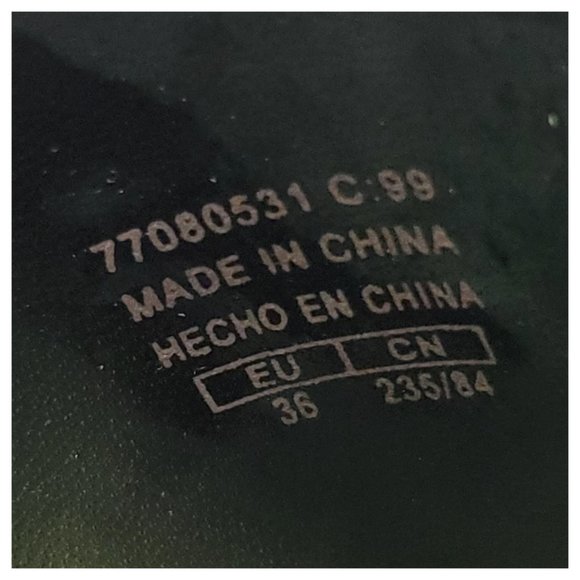 77080531 C:99
MADE IN CHINA
HECHO EN CHINA
EU CN
36 235/84